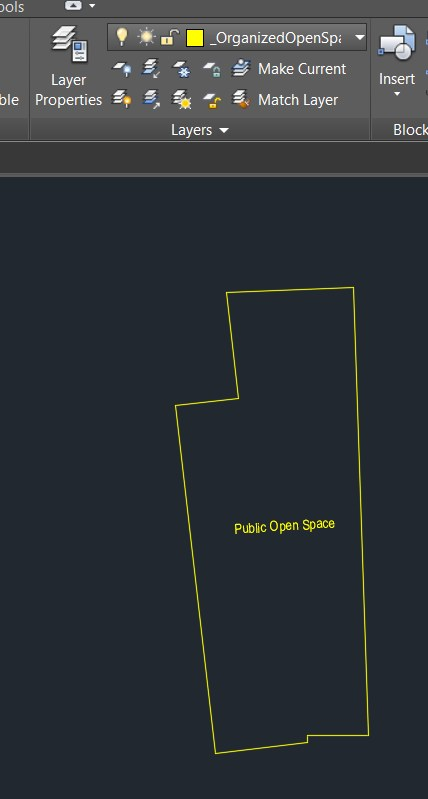 ools
_OrganizedOpenSpa
Layer
Properties
Make Current
Match Layer
Insert
ble
Layers
Block
Public Open Space